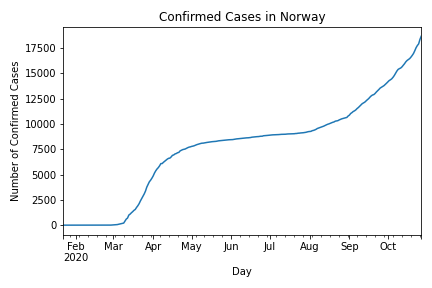 Confirmed Cases in Norway
17500
15000
12500
10000
7500
5000
2500
0
Number of Confirmed Cases
Feb Mar Apr May Jun Jul Aug Sep Oct
2020
Day